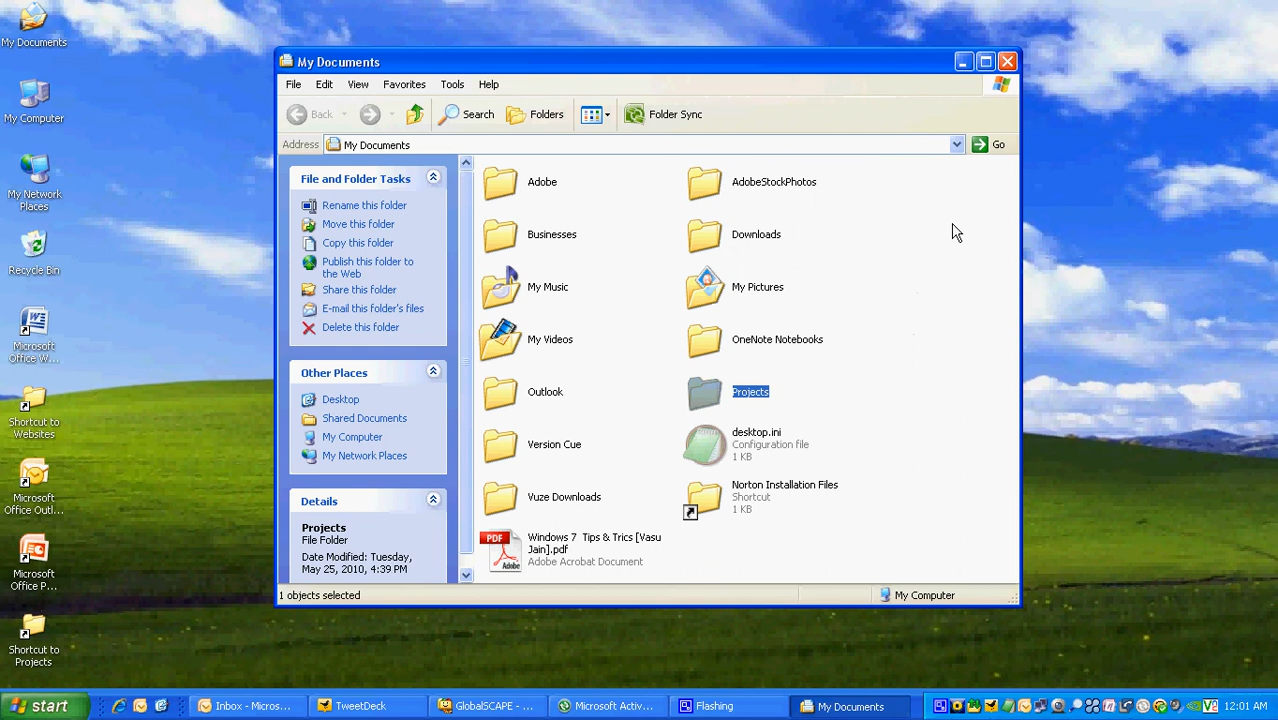 My Documents
My Computer
My Network
Places
Recycle Bin
Microsoft
Office W...
Shortcut to
Websites
Microsoft
Office Outl...
Microsoft
Office P...
Shortcut to
Projects
My Documents
File Edit View Favorites Tools Help
Back Search Folders Folder Sync
Address My Documents Go
File and Folder Tasks
Rename this folder
Move this folder
Copy this folder
Publish this folder to
the Web
Share this folder
E-mail this folder's files
Delete this folder
Other Places
Desktop
Shared Documents
My Computer
My Network Places
Details
Projects
File Folder
Date Modified: Tuesday,
May 25, 2010, 4:39 PM
Adobe
AdobeStockPhotos
Businesses
Downloads
My Music
My Pictures
My Videos
OneNote Notebooks
Outlook
Projects
Version Cue
desktop.ini
Configuration file
1 KB
Vuze Downloads
Norton Installation Files
Shortcut
1 KB
PDF
Adobe
Windows 7 Tips & Trics [Vasu
Jain].pdf
Adobe Acrobat Document
1 objects selected
My Computer
start
Inbox - Micros...
TweetDeck
GlobalSCAPE - ...
Microsoft Activ...
Flashing
My Documents
12:01 AM